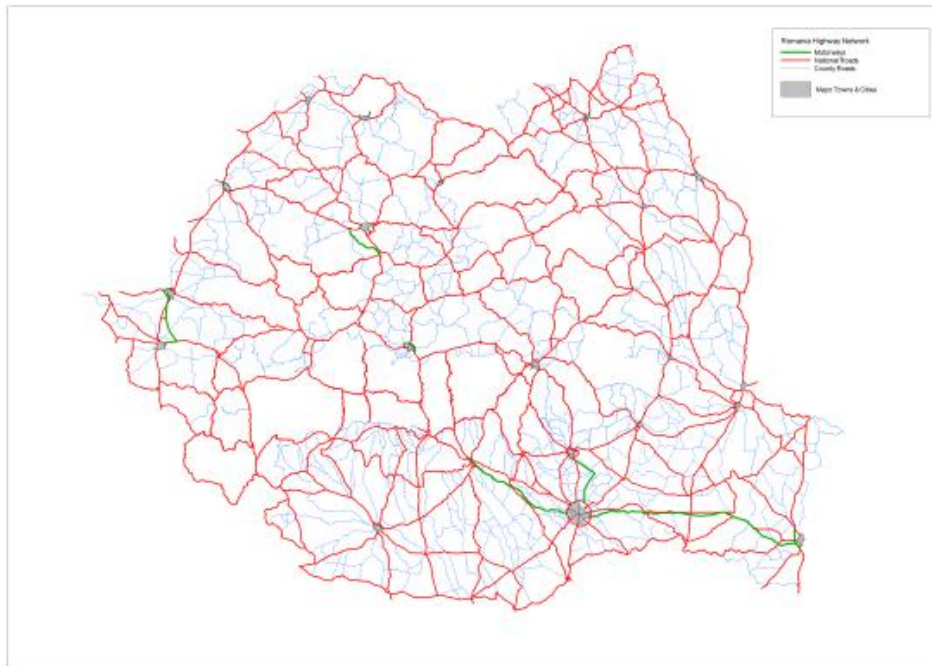 Romania Highway Network
Motorways
National Roads
County Roads
Major Towns & Cities